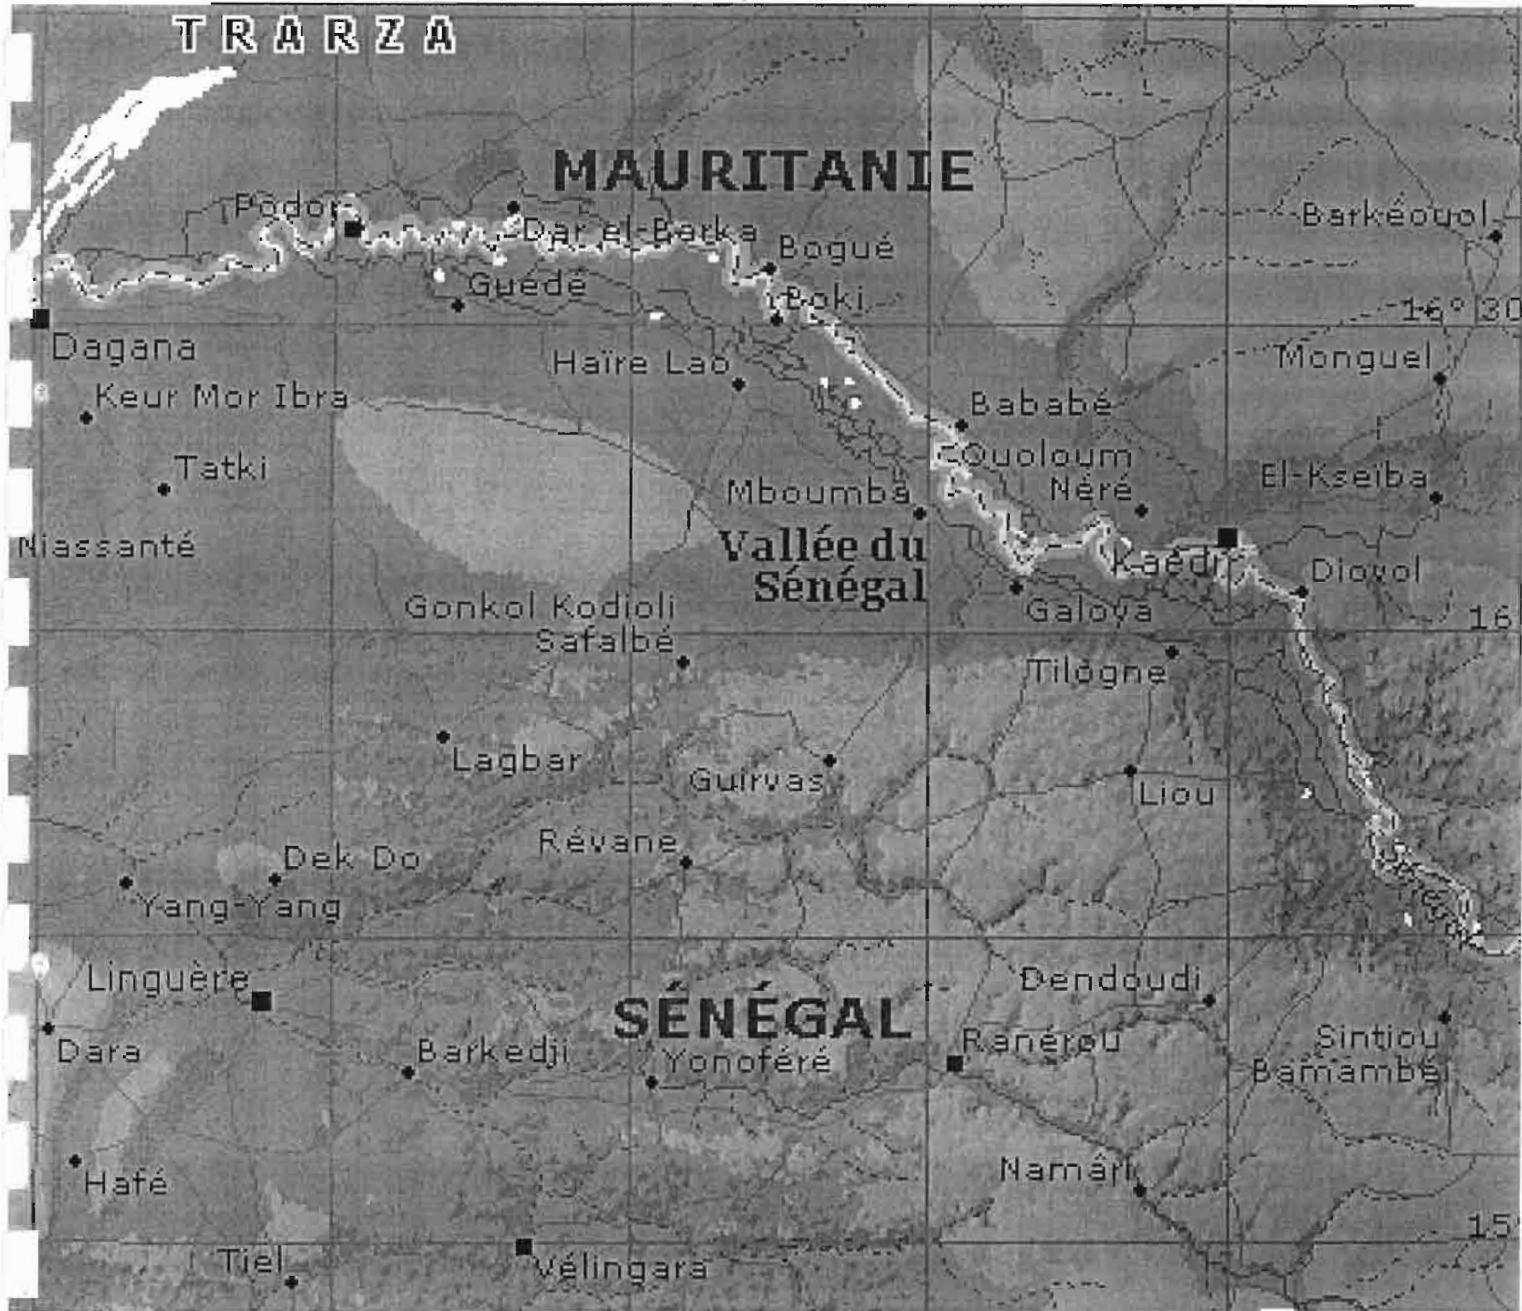 TRARZA
MAURITANIE
Podor
Dar el-Barka
Barkéouol
Bogué
Guédé
Boki
16° 30
Dagana
Haïre Lao
Monguel
Keur Mor Ibra
Bababé
Tatki
Ouoloum
Néré
El-Kseïba
Mboumba
Niassanté
Vallée du
Sénégal
Kaédi
Diovol
Gonkol Kodioli
Safalbé
Galoya
16
Tilogne
Lagbar
Guirvas
Liou
Révane
Dek Do
Yang-Yang
Linguère
SÉNÉGAL
Dendoudi
Dara
Barkedji
Yonoféré
Ranérou
Sintiou
Bamambé
Hafé
Namâri
15°
Tiel
Vélingara